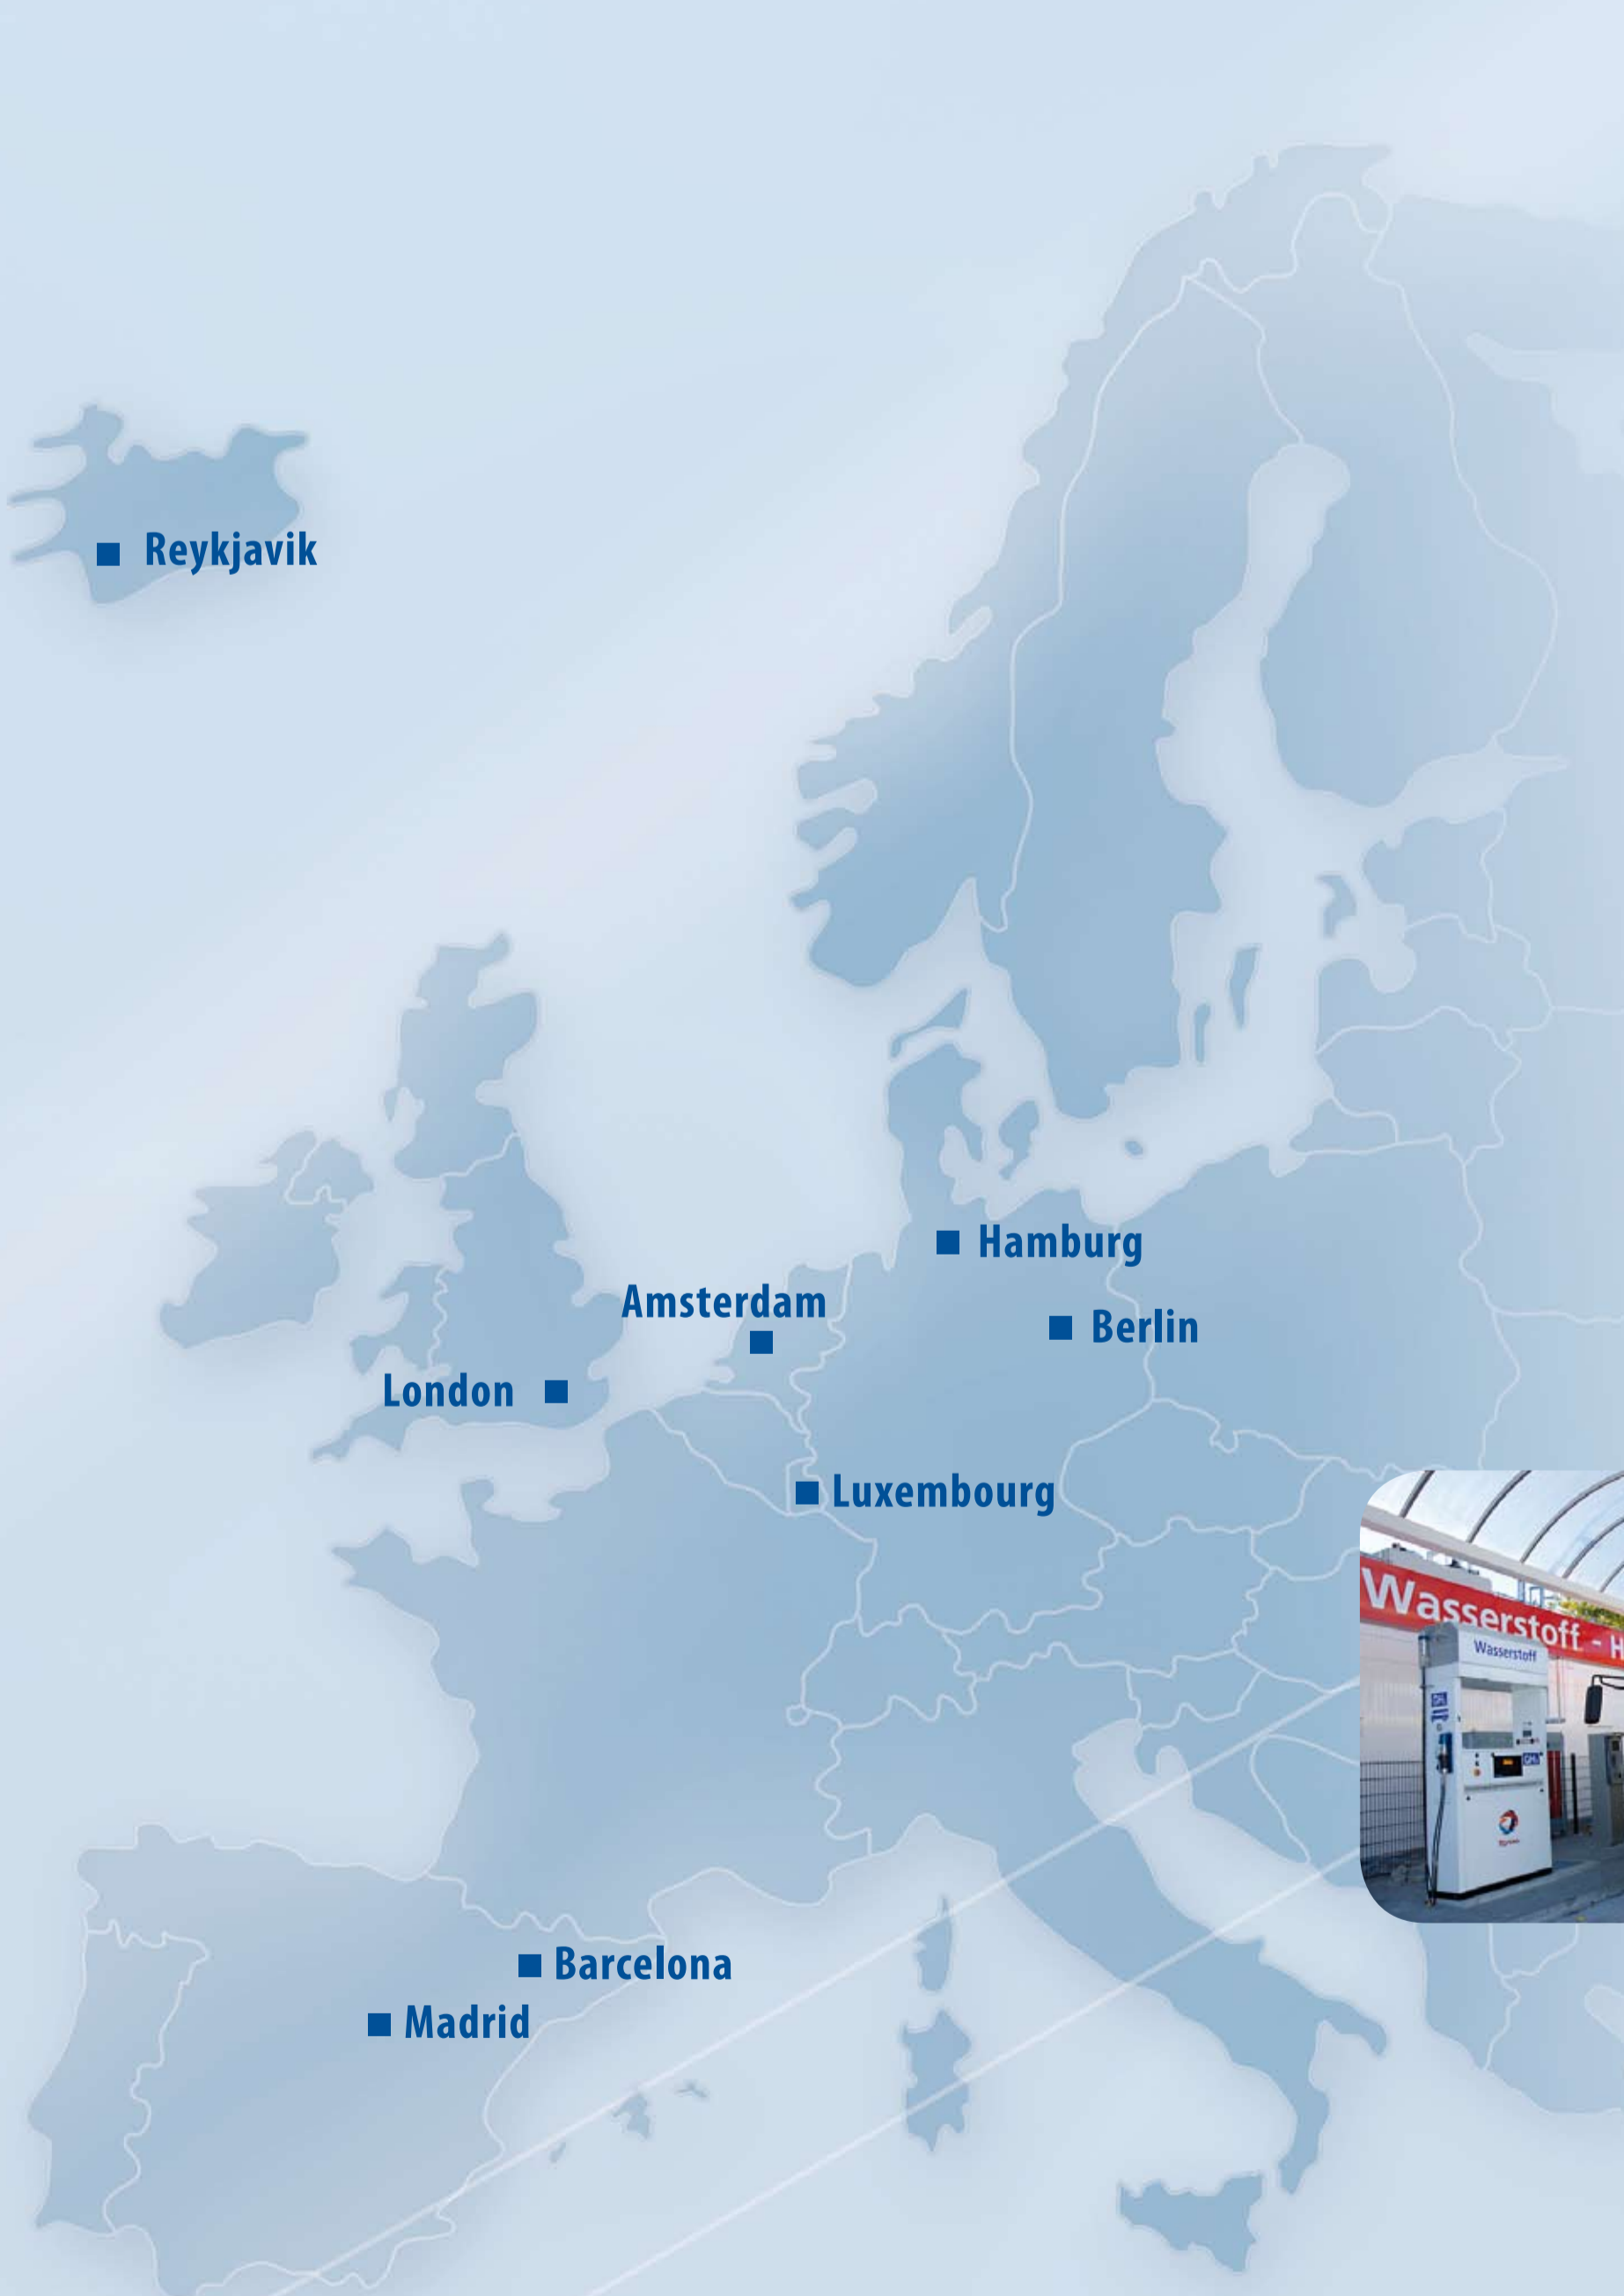 Reykjavik
Hamburg
Amsterdam
Berlin
London
Luxembourg
Wasserstoff - H
Wasserstoff
Barcelona
Madrid